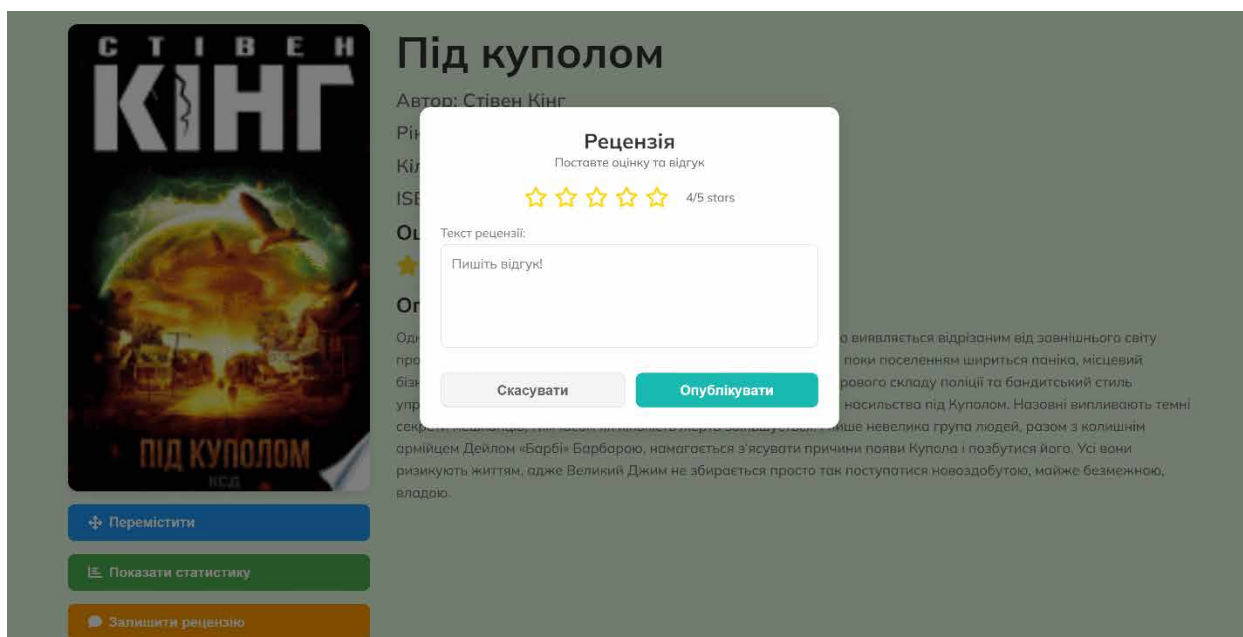 СТІВЕН
КІНГ
ПІД КУПОЛОМ
КСД
Перемістити
Показати статистику
Залишити рецензію
Під куполом
Автор: Стівен Кінг
Рецензія
Поставте оцінку та відгук
4/5 stars
Текст рецензії:
Пишіть відгук!
Скасувати
Опублікувати
виявляється відрізаним від зовнішнього світу
поки поселенням шириться паніка, місцевий
складу поліції та бандитський стиль
насильства під Куполом. Назовні випливають темні
невелика група людей, разом з колишнім
армійцем Дейлом «Барбі» Барбарою, намагається з'ясувати причини появи Купола і позбутися його. Усі вони
ризикують життям, адже Великий Джим не збирається просто так поступатися новоздобутою, майже безмежною,
владою.